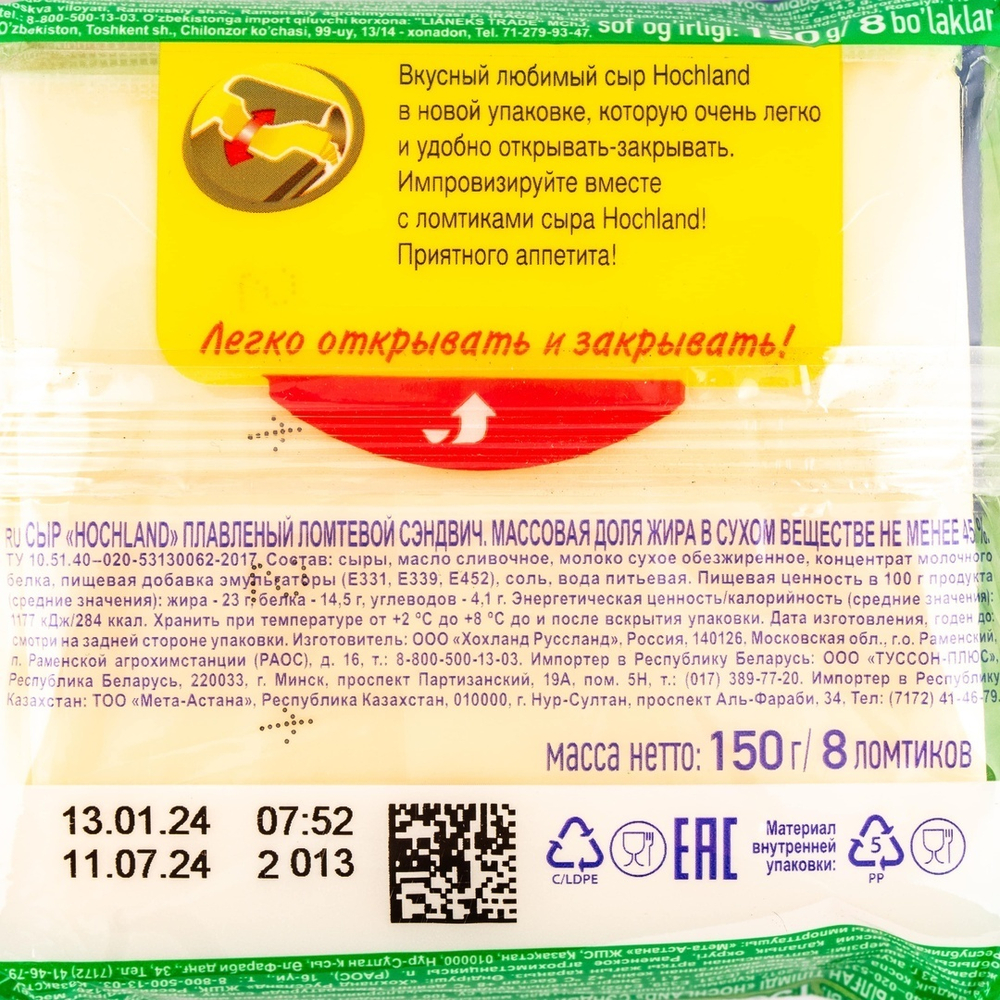 8-800-500-13-03. O'zbekistonga import qiluvchi korxona: "LIANEKS TRADE" MChJ,
O'zbekiston, Toshkent sh., Chilonzor ko'chasi, 99-uy, 13/14 - xonadon, Tel. 71-279-93-47. sof og'irligi: 150 g/ 8 bo'laklar
Вкусный любимый сыр Hochland
в новой упаковке, которую очень легко
и удобно открывать-закрывать.
Импровизируйте вместе
с ломтиками сыра Hochland!
Приятного аппетита!
Легко открывать и закрывать!
RU СЫР «HOCHLAND» ПЛАВЛЕНЫЙ ЛОМТЕВОЙ СЭНДВИЧ. МАССОВАЯ ДОЛЯ ЖИРА В СУХОМ ВЕЩЕСТВЕ НЕ МЕНЕЕ 45 %.
ТУ 10.51.40–020-53130062-2017. Состав: сыры, масло сливочное, молоко сухое обезжиренное, концентрат молочного
белка, пищевая добавка эмульгаторы (Е331, Е339, Е452), соль, вода питьевая. Пищевая ценность в 100 г продукта
(средние значения): жира - 23 г, белка - 14,5 г, углеводов - 4,1 г. Энергетическая ценность/калорийность (средние значения):
1177 кДж/284 ккал. Хранить при температуре от +2 °С до +8 °С до и после вскрытия упаковки. Дата изготовления, годен до:
смотри на задней стороне упаковки. Изготовитель: ООО «Хохланд Руссланд», Россия, 140126, Московская обл., г.о. Раменский,
п. Раменской агрохимстанции (РАОС), д. 16, т.: 8-800-500-13-03. Импортер в Республику Беларусь: ООО «ТУССОН-ПЛЮС»,
Республика Беларусь, 220033, г. Минск, проспект Партизанский, 19А, пом. 5Н, т.: (017) 389-77-20. Импортер в Республику
Казахстан: ТОО «Мета-Астана», Республика Казахстан, 010000, г. Нур-Султан, проспект Аль-Фараби, 34, Тел: (7172) 41-46-79.
масса нетто: 150 г/ 8 ломтиков
13.01.24 07:52
11.07.24 2 013
C/LDPE
EAC
Материал
внутренней
упаковки:
5
PP